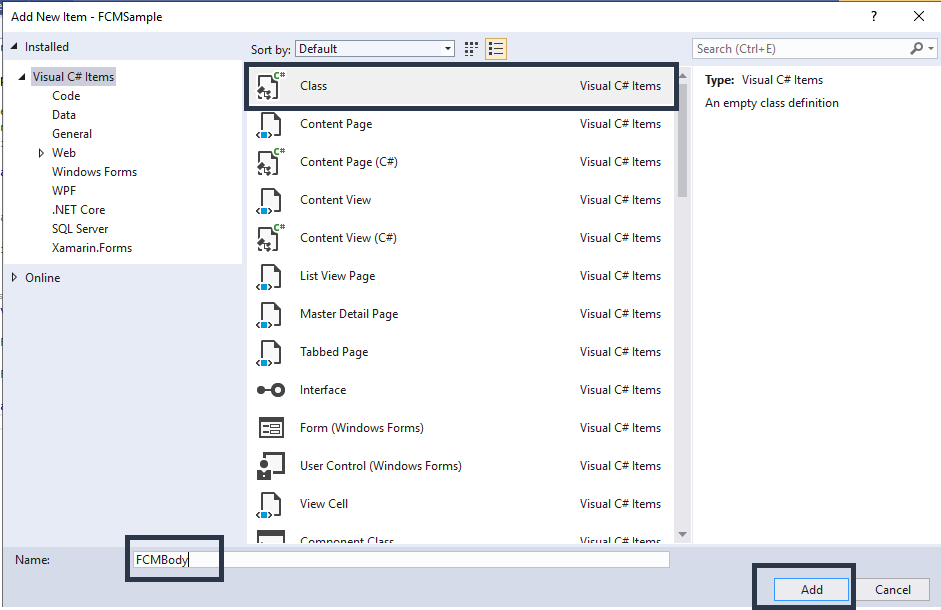 Add New Item - FCMSample
?
Installed
Sort by: Default
Search (Ctrl+E)
Visual C# Items
Code
Data
General
Web
Windows Forms
WPF
.NET Core
SQL Server
Xamarin.Forms
Online
C# Class Visual C# Items
Content Page Visual C# Items
C# Content Page (C#) Visual C# Items
Content View Visual C# Items
C# Content View (C#) Visual C# Items
List View Page Visual C# Items
Master Detail Page Visual C# Items
Tabbed Page Visual C# Items
Interface Visual C# Items
Form (Windows Forms) Visual C# Items
User Control (Windows Forms) Visual C# Items
View Cell Visual C# Items
Component Class Visual C# Items
Type: Visual C# Items
An empty class definition
Name: FCMBody
Add Cancel